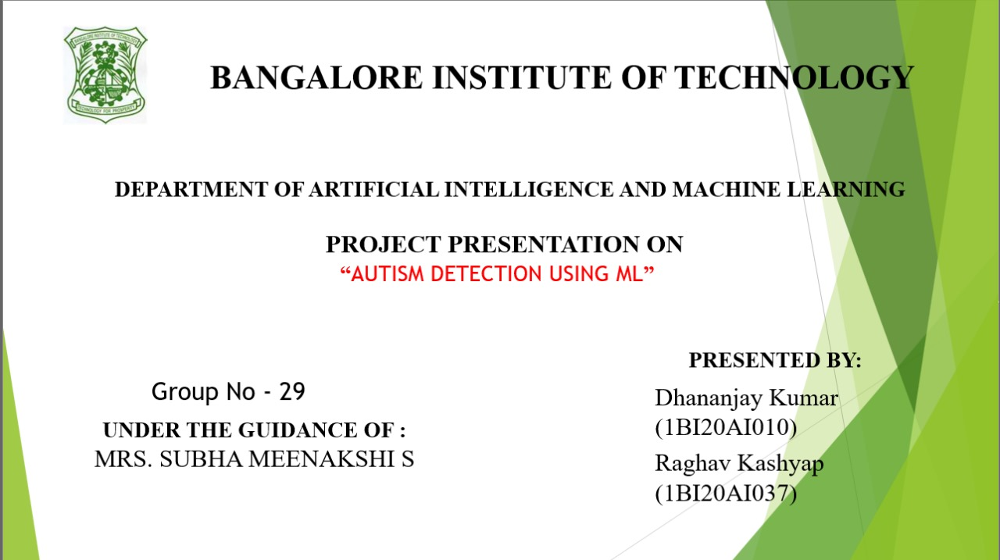 BANGALORE INSTITUTE OF TECHNOLOGY
TECHNOLOGY FOR PROSPERITY
BANGALORE INSTITUTE OF TECHNOLOGY
DEPARTMENT OF ARTIFICIAL INTELLIGENCE AND MACHINE LEARNING
PROJECT PRESENTATION ON
“AUTISM DETECTION USING ML”
Group No - 29
UNDER THE GUIDANCE OF :
MRS. SUBHA MEENAKSHI S
PRESENTED BY:
Dhananjay Kumar
(1BI20AI010)
Raghav Kashyap
(1BI20AI037)